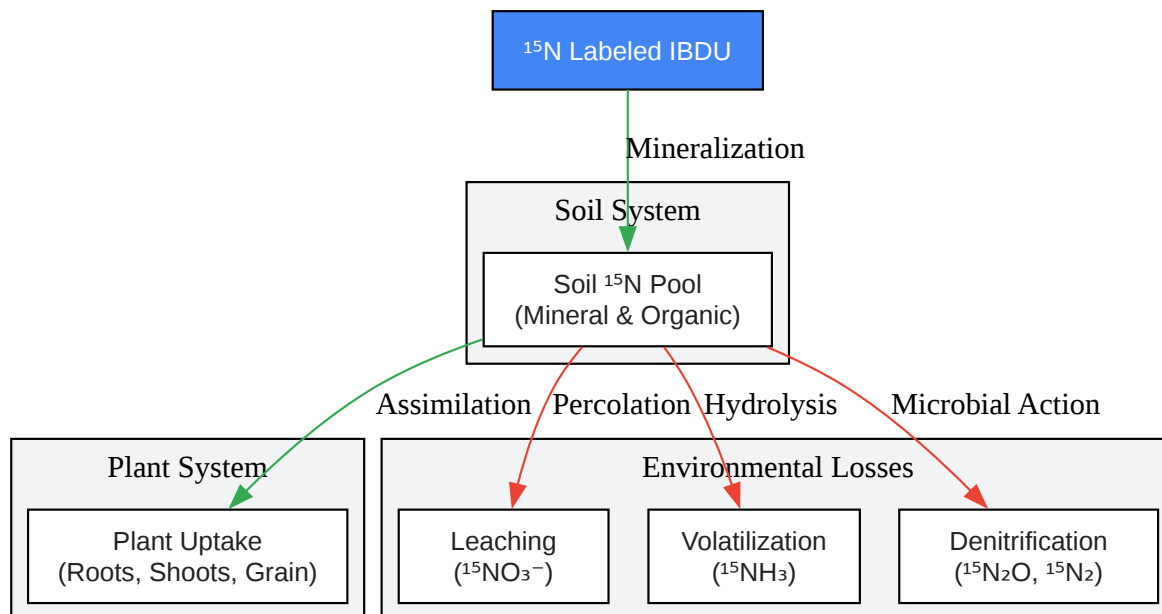 ¹⁵N Labeled IBDU
Mineralization
Soil System
Soil ¹⁵N Pool
(Mineral & Organic)
Assimilation
Percolation
Hydrolysis
Microbial Action
Plant System
Environmental Losses
Plant Uptake
(Roots, Shoots, Grain)
Leaching
(¹⁵NO₃⁻)
Volatilization
(¹⁵NH₃)
Denitrification
(¹⁵N₂O, ¹⁵N₂)